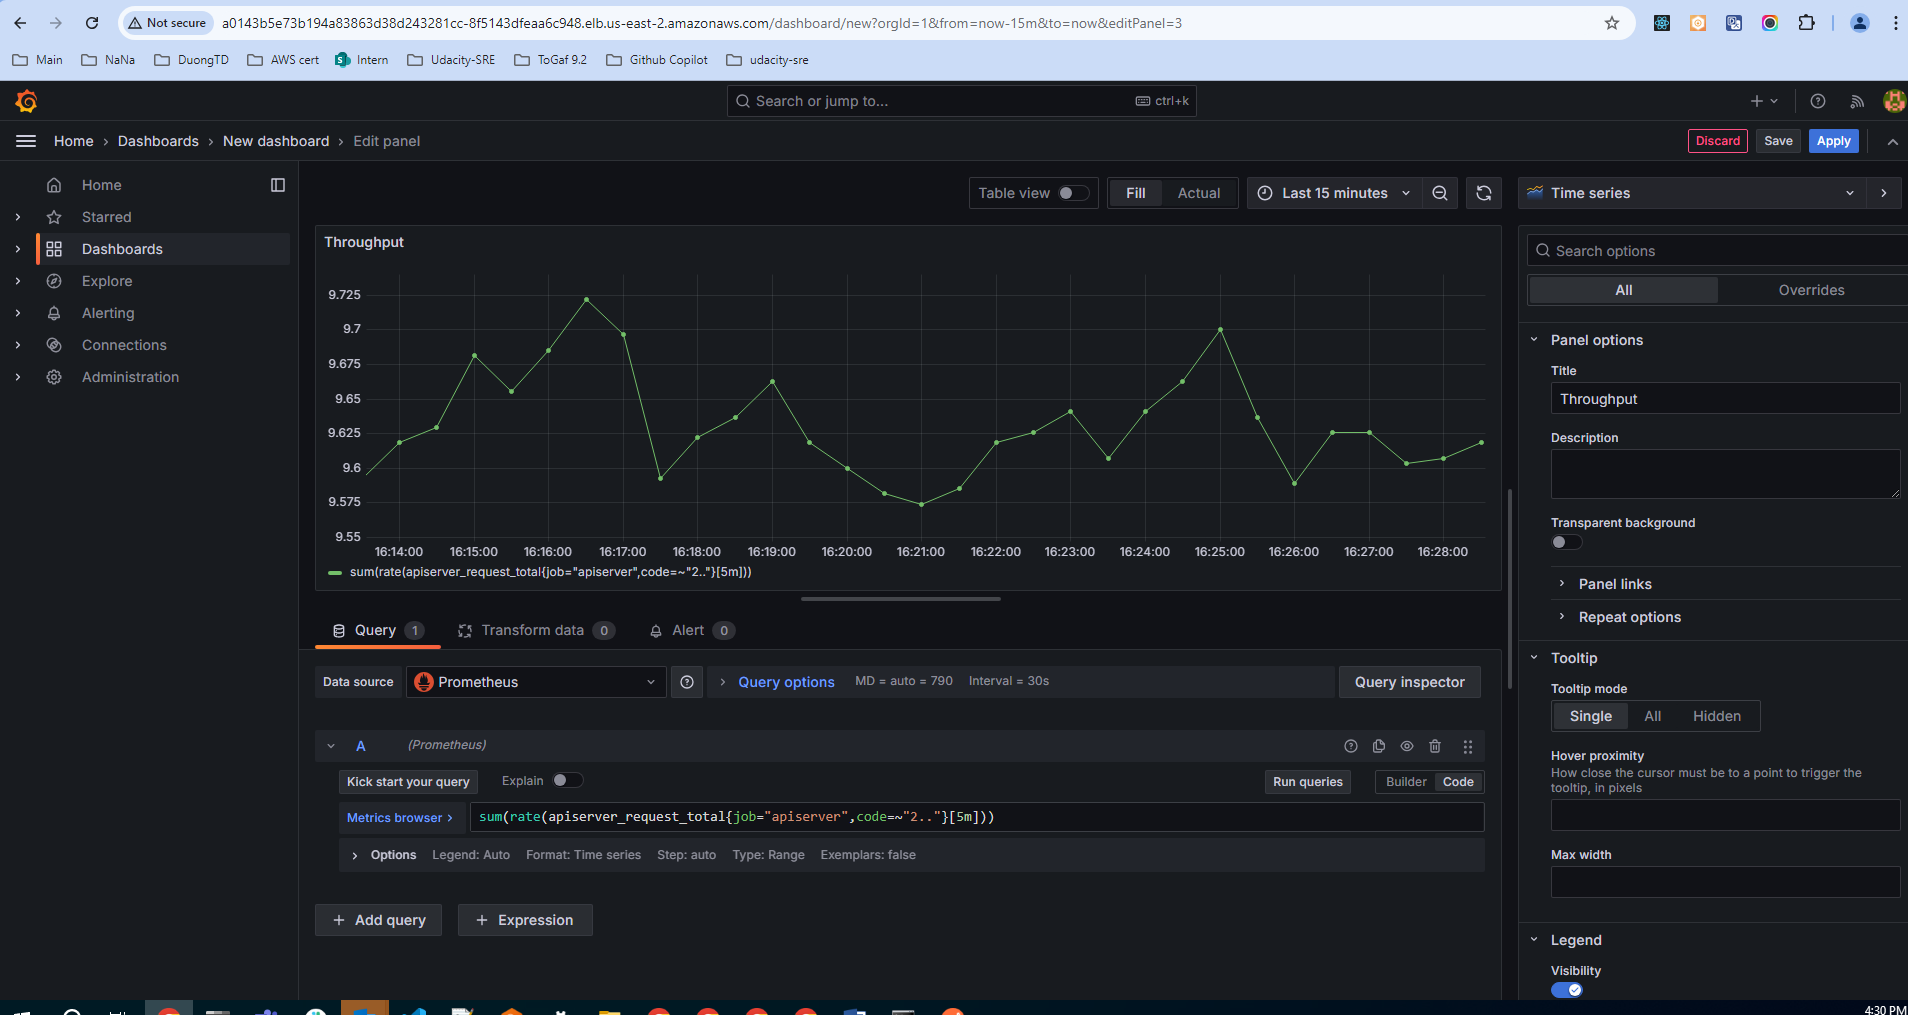 Not secure
a0143b5e73b194a83863d38d243281cc-8f5143dfeaa6c948.elb.us-east-2.amazonaws.com/dashboard/new?orgId=1&from=now-15m&to=now&editPanel=3
Main NaNa DuongTD AWS cert Intern Udacity-SRE ToGaf 9.2 Github Copilot udacity-sre
Search or jump to... ctrl+k
Home › Dashboards › New dashboard › Edit panel
Discard Save Apply
Home
Starred
Dashboards
Explore
Alerting
Connections
Administration
Table view Fill Actual Last 15 minutes
Throughput
9.725
9.7
9.675
9.65
9.625
9.6
9.575
9.55
16:14:00 16:15:00 16:16:00 16:17:00 16:18:00 16:19:00 16:20:00 16:21:00 16:22:00 16:23:00 16:24:00 16:25:00 16:26:00 16:27:00 16:28:00
sum(rate(apiserver_request_total{job="apiserver",code=~"2.."}[5m]))
Query 1 Transform data 0 Alert 0
Data source Prometheus Query options MD = auto = 790 Interval = 30s Query inspector
A (Prometheus)
Kick start your query Explain Run queries Builder Code
Metrics browser › sum(rate(apiserver_request_total{job="apiserver",code=~"2.."}[5m]))
Options Legend: Auto Format: Time series Step: auto Type: Range Exemplars: false
+ Add query + Expression
Time series
Search options
All Overrides
Panel options
Title
Throughput
Description
Transparent background
Panel links
Repeat options
Tooltip
Tooltip mode
Single All Hidden
Hover proximity
How close the cursor must be to a point to trigger the
tooltip, in pixels
Max width
Legend
Visibility
4:30 PM